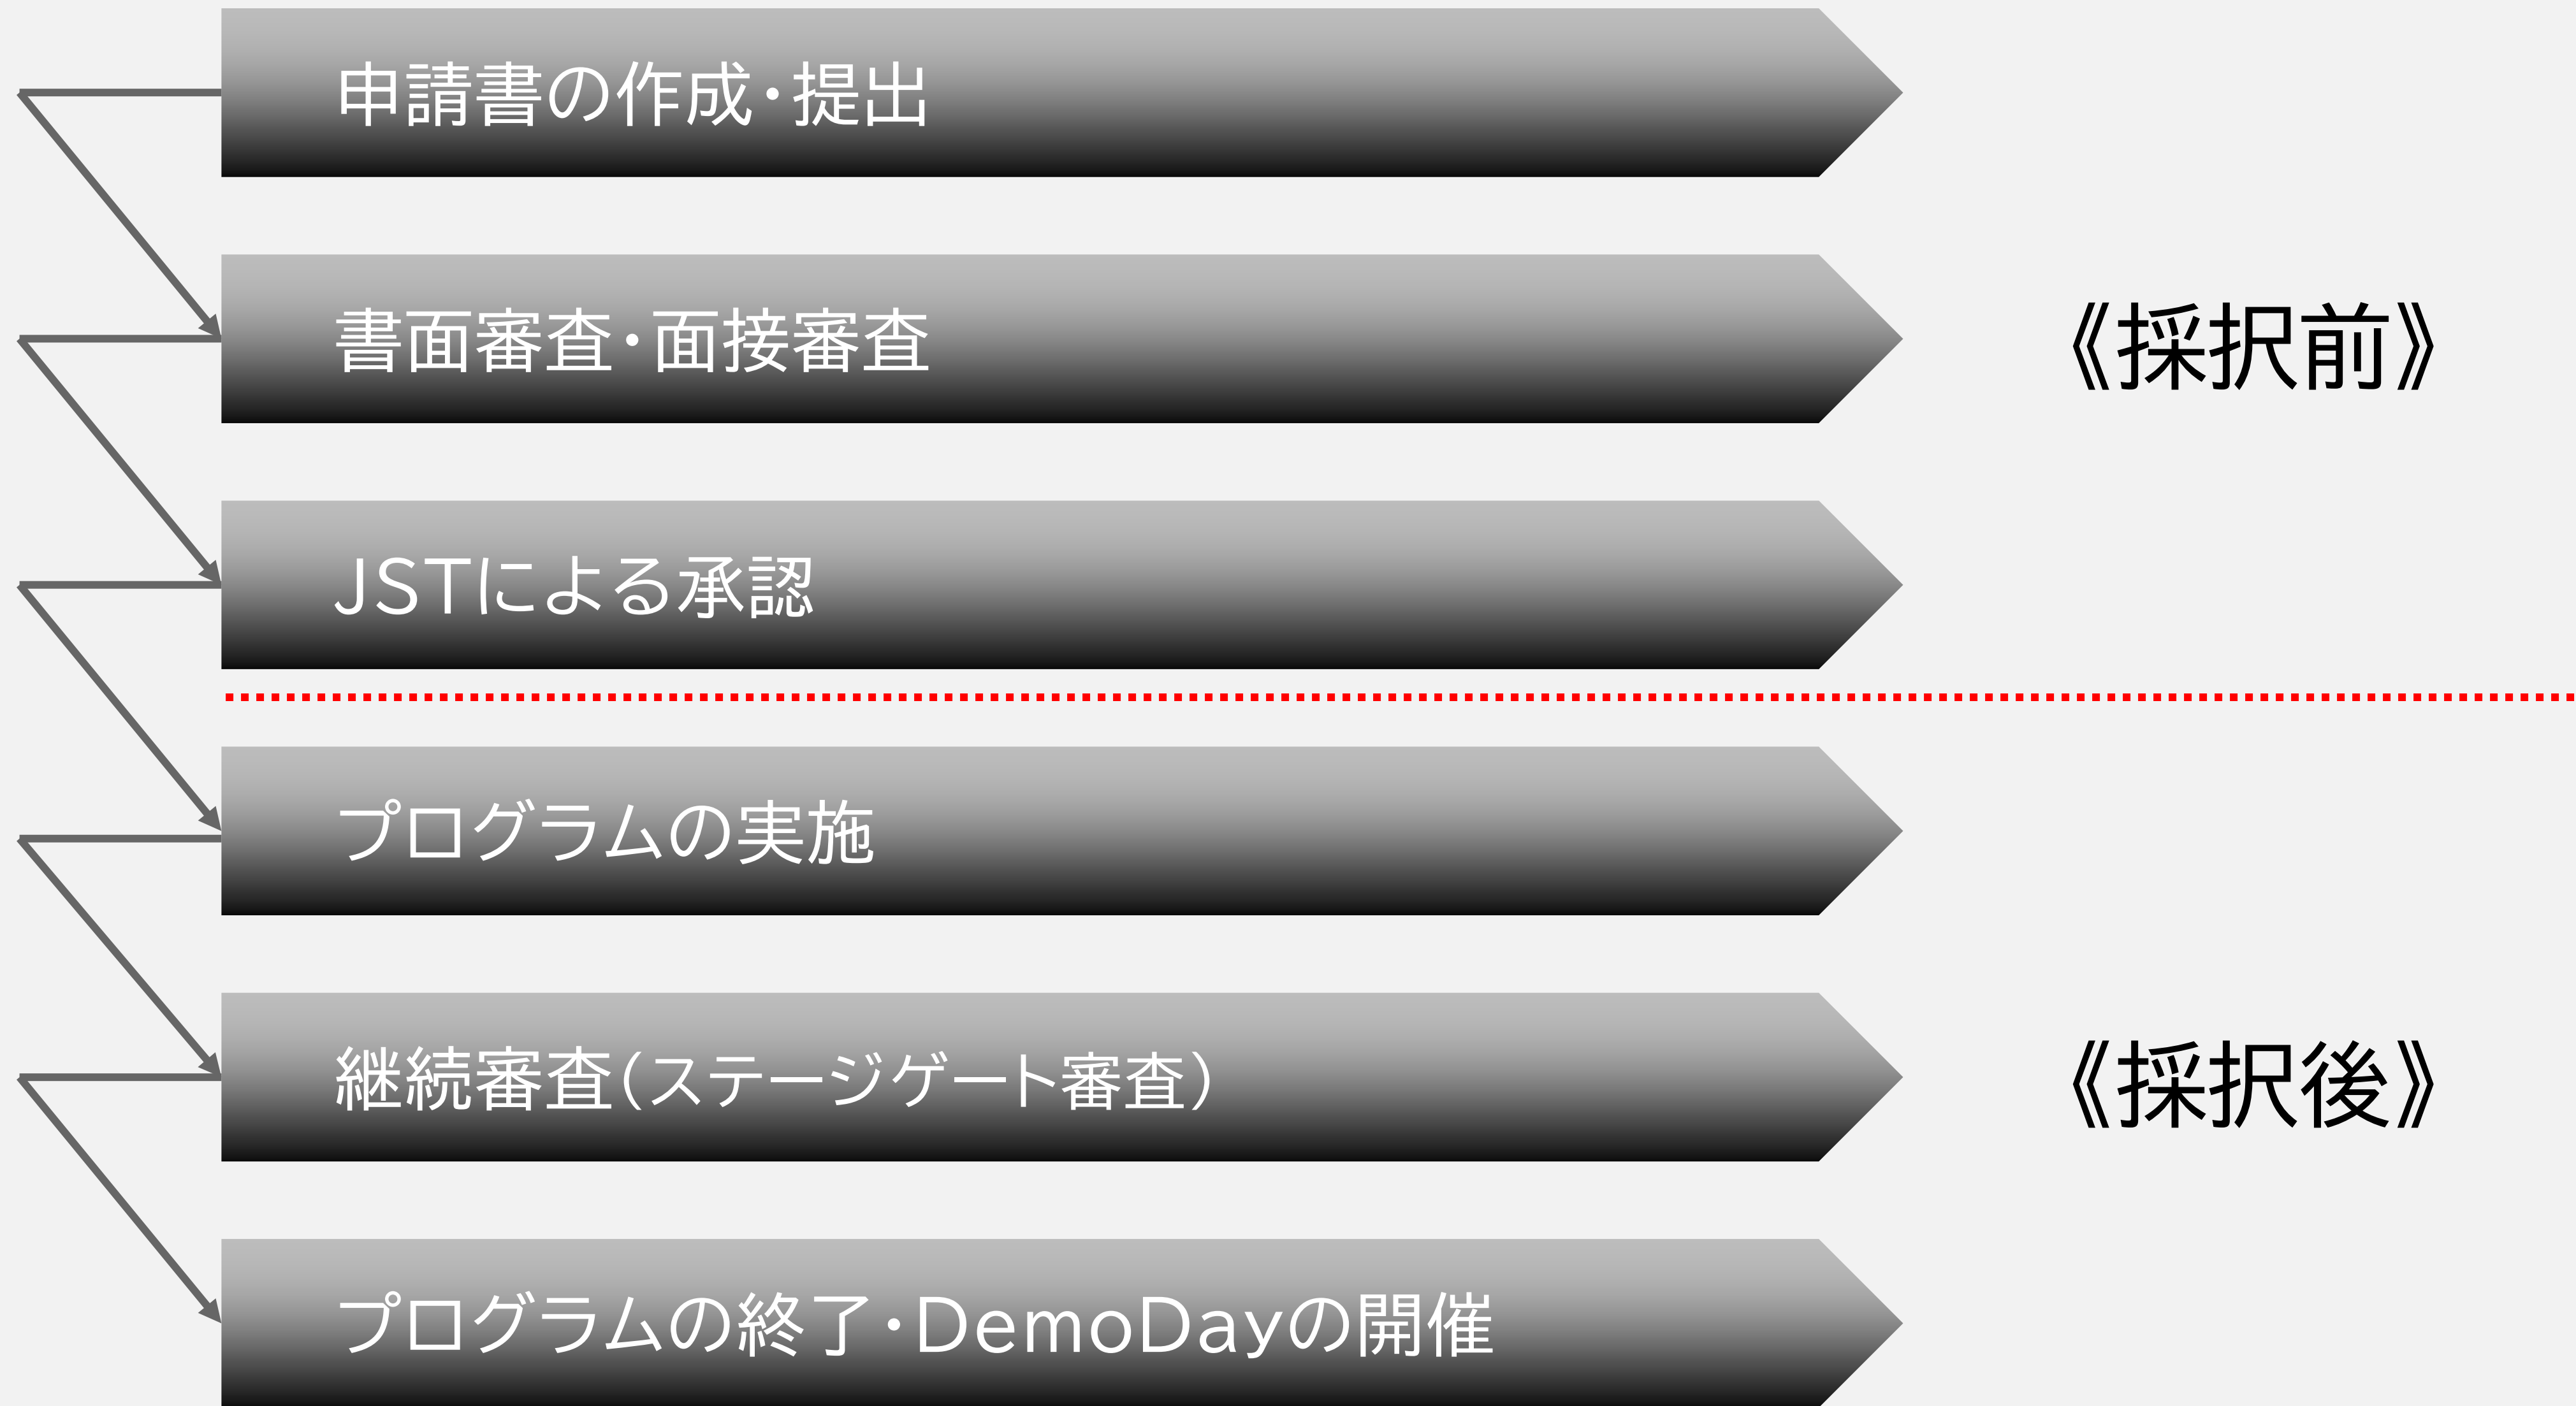 申請書の作成・提出
書面審査・面接審査
《採択前》
JSTによる承認
プログラムの実施
継続審査(ステージゲート審査)
《採択後》
プログラムの終了・DemoDayの開催